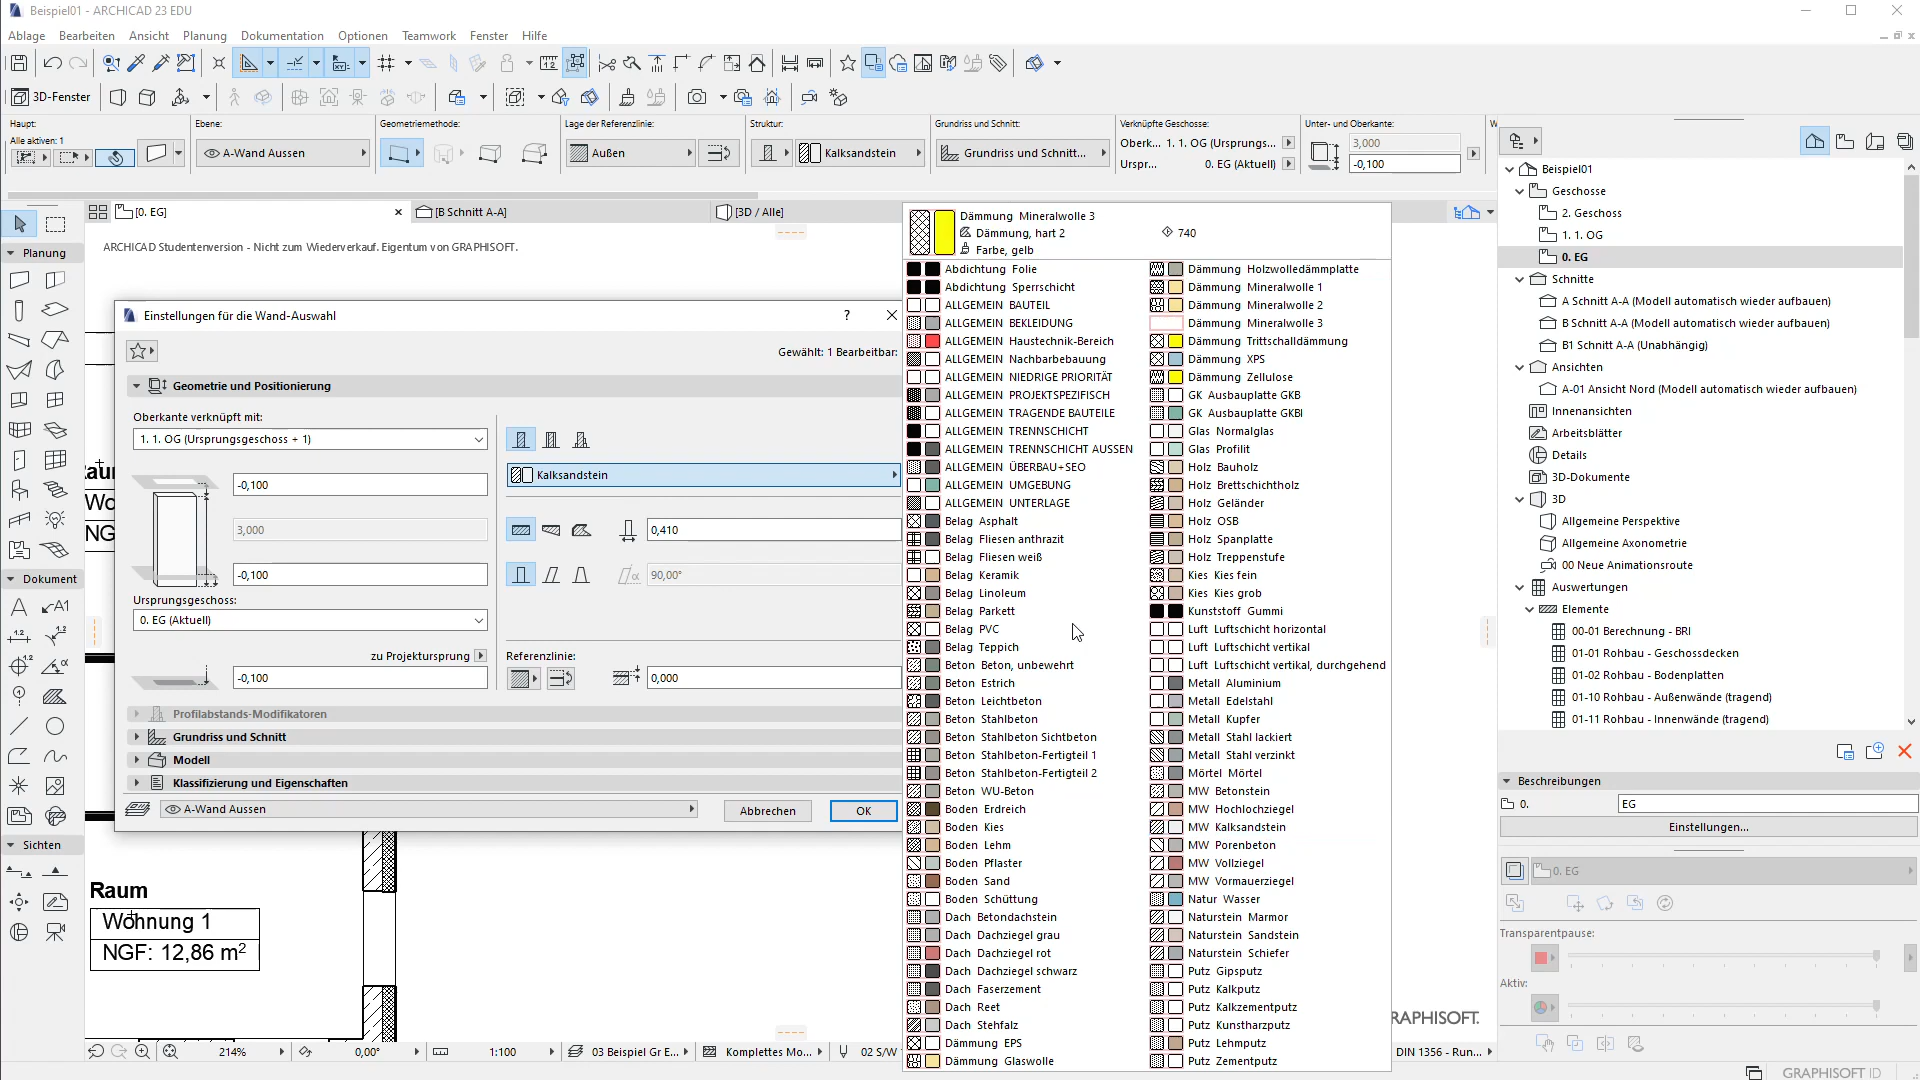 Beispiel01 - ARCHICAD 23 EDU
Ablage Bearbeiten Ansicht Planung Dokumentation Optionen Teamwork Fenster Hilfe
3D-Fenster
Haupt: Ebene: Geometriemethode: Lage der Referenzlinie: Struktur: Grundriss und Schnitt: Verknüpfte Geschosse: Unter- und Oberkante: W
Alle aktiven: 1
A-Wand Aussen Außen Kalksandstein Grundriss und Schnitt...
Oberk... 1. 1. OG (Ursprungs... 3,000
Urspr... 0. EG (Aktuell) -0,100
[0. EG] [B Schnitt A-A] [3D / Alle]
ARCHICAD Studentenversion - Nicht zum Wiederverkauf. Eigentum von GRAPHISOFT.
Planung
Dokument
Sichten
Einstellungen für die Wand-Auswahl
Gewählt: 1 Bearbeitbar:
Geometrie und Positionierung
Oberkante verknüpft mit:
1. 1. OG (Ursprungsgeschoss + 1)
Kalksandstein
-0,100
3,000
0,410
-0,100
90,00°
Ursprungsgeschoss:
0. EG (Aktuell)
zu Projektursprung
Referenzlinie:
-0,100
0,000
Profilabstands-Modifikatoren
Grundriss und Schnitt
Modell
Klassifizierung und Eigenschaften
A-Wand Aussen
Abbrechen
OK
Raum
Wohnung 1
NGF: 12,86 m²
Dämmung Mineralwolle 3
Dämmung, hart 2
740
Farbe, gelb
Abdichtung Folie
Abdichtung Sperrschicht
ALLGEMEIN BAUTEIL
ALLGEMEIN BEKLEIDUNG
ALLGEMEIN Haustechnik-Bereich
ALLGEMEIN Nachbarbebauung
ALLGEMEIN NIEDRIGE PRIORITÄT
ALLGEMEIN PROJEKTSPEZIFISCH
ALLGEMEIN TRAGENDE BAUTEILE
ALLGEMEIN TRENNSCHICHT
ALLGEMEIN TRENNSCHICHT AUSSEN
ALLGEMEIN ÜBERBAU+SEO
ALLGEMEIN UMGEBUNG
ALLGEMEIN UNTERLAGE
Belag Asphalt
Belag Fliesen anthrazit
Belag Fliesen weiß
Belag Keramik
Belag Linoleum
Belag Parkett
Belag PVC
Belag Teppich
Beton Beton, unbewehrt
Beton Estrich
Beton Leichtbeton
Beton Stahlbeton
Beton Stahlbeton Sichtbeton
Beton Stahlbeton-Fertigteil 1
Beton Stahlbeton-Fertigteil 2
Beton WU-Beton
Boden Erdreich
Boden Kies
Boden Lehm
Boden Pflaster
Boden Sand
Boden Schüttung
Dach Betondachstein
Dach Dachziegel grau
Dach Dachziegel rot
Dach Dachziegel schwarz
Dach Faserzement
Dach Reet
Dach Stehfalz
Dämmung EPS
Dämmung Glaswolle
Dämmung Holzwolledämmplatte
Dämmung Mineralwolle 1
Dämmung Mineralwolle 2
Dämmung Mineralwolle 3
Dämmung Trittschalldämmung
Dämmung XPS
Dämmung Zellulose
GK Ausbauplatte GKB
GK Ausbauplatte GKBI
Glas Normalglas
Glas Profilit
Holz Bauholz
Holz Brettschichtholz
Holz Geländer
Holz OSB
Holz Spanplatte
Holz Treppenstufe
Kies Kies fein
Kies Kies grob
Kunststoff Gummi
Luft Luftschicht horizontal
Luft Luftschicht vertikal
Luft Luftschicht vertikal, durchgehend
Metall Aluminium
Metall Edelstahl
Metall Kupfer
Metall Stahl lackiert
Metall Stahl verzinkt
Mörtel Mörtel
MW Betonstein
MW Hochlochziegel
MW Kalksandstein
MW Porenbeton
MW Vollziegel
MW Vormauerziegel
Natur Wasser
Naturstein Marmor
Naturstein Sandstein
Naturstein Schiefer
Putz Gipsputz
Putz Kalkputz
Putz Kalkzementputz
Putz Kunstharzputz
Putz Lehmputz
Putz Zementputz
Beispiel01
Geschosse
2. Geschoss
1. 1. OG
0. EG
Schnitte
A Schnitt A-A (Modell automatisch wieder aufbauen)
B Schnitt A-A (Modell automatisch wieder aufbauen)
B1 Schnitt A-A (Unabhängig)
Ansichten
A-01 Ansicht Nord (Modell automatisch wieder aufbauen)
Innenansichten
Arbeitsblätter
Details
3D-Dokumente
3D
Allgemeine Perspektive
Allgemeine Axonometrie
00 Neue Animationsroute
Auswertungen
Elemente
00-01 Berechnung - BRI
01-01 Rohbau - Geschossdecken
01-02 Rohbau - Bodenplatten
01-10 Rohbau - Außenwände (tragend)
01-11 Rohbau - Innenwände (tragend)
Beschreibungen
0. EG
Einstellungen...
0. EG
Transparentpause:
Aktiv:
RAPHISOFT.
214% 0,00° 1:100 03 Beispiel Gr E... Komplettes Mo... 02 S/W DIN 1356 - Run...
GRAPHISOFT ID